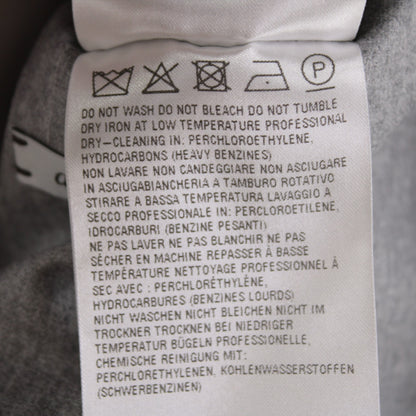 P
DO NOT WASH DO NOT BLEACH DO NOT TUMBLE
DRY IRON AT LOW TEMPERATURE PROFESSIONAL
DRY-CLEANING IN: PERCHLOROETHYLENE,
HYDROCARBONS (HEAVY BENZINES)
NON LAVARE NON CANDEGGIARE NON ASCIUGARE
IN ASCIUGABIANCHERIA A TAMBURO ROTATIVO
STIRARE A BASSA TEMPERATURA LAVAGGIO A
SECCO PROFESSIONALE IN: PERCLOROETILENE,
IDROCARBURI (BENZINE PESANTI)
NE PAS LAVER NE PAS BLANCHIR NE PAS
SÉCHER EN MACHINE REPASSER À BASSE
TEMPÉRATURE NETTOYAGE PROFESSIONNEL À
SEC AVEC : PERCHLORÉTHYLÈNE,
HYDROCARBURES (BENZINES LOURDS)
NICHT WASCHEN NICHT BLEICHEN NICHT IM
TROCKNER TROCKNEN BEI NIEDRIGER
TEMPERATUR BÜGELN PROFESSIONELLE,
CHEMISCHE REINIGUNG MIT:
PERCHLORETHYLENEN, KOHLENWASSERSTOFFEN
(SCHWERBENZINEN)